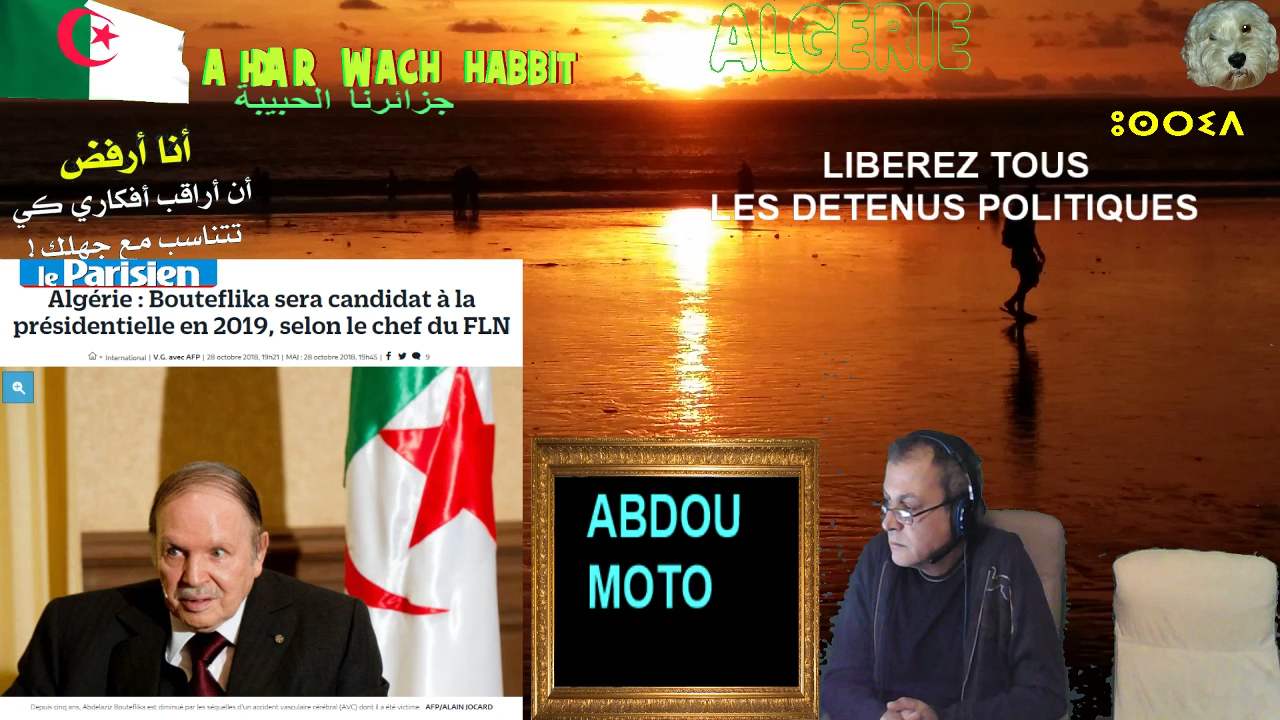 ALGERIE
A HDAR WACH HABBIT
جزائرنا الحبيبة
ⵓⵙⵔⵉⴷ
أنا أرفض
أن أراقب أفكاري كي
تتناسب مع جهلك !
LIBEREZ TOUS
LES DETENUS POLITIQUES
le Parisien
Algérie : Bouteflika sera candidat à la
présidentielle en 2019, selon le chef du FLN
International | V.G. avec AFP | 28 octobre 2018, 19h21 | MAJ : 28 octobre 2018, 19h45 | 9
ABDOU
MOTO
Depuis cinq ans, Abdelaziz Bouteflika est diminué par les séquelles d'un accident vasculaire cérébral (AVC) dont il a été victime. AFP/ALAIN JOCARD